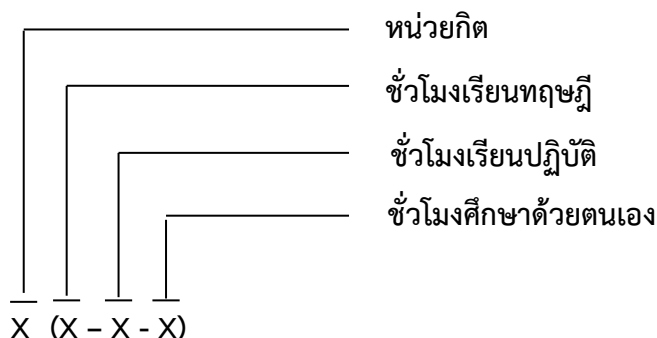 หน่วยกิต
ชั่วโมงเรียนทฤษฎี
ชั่วโมงเรียนปฏิบัติ
ชั่วโมงศึกษาด้วยตนเอง
X (X – X - X)